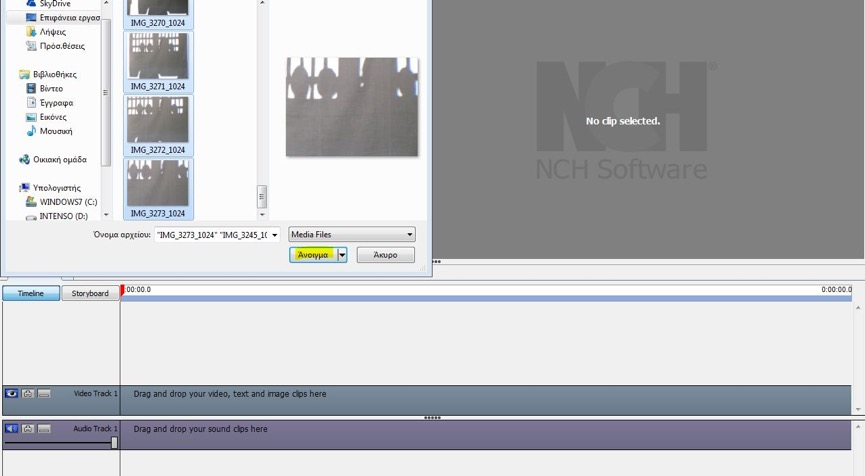 SkyDrive
Επιφάνεια εργασ
Λήψεις
Πρόσ.θέσεις
Βιβλιοθήκες
Βίντεο
Έγγραφα
Εικόνες
Μουσική
Οικιακή ομάδα
Υπολογιστής
WINDOWS7 (C:)
INTENSO (D:)
IMG_3270_1024
IMG_3271_1024
IMG_3272_1024
IMG_3273_1024
Όνομα αρχείου:
"IMG_3273_1024" "IMG_3245_10
Media Files
Άνοιγμα
Άκυρο
NCH
No clip selected.
NCH Software
Timeline
Storyboard
:00:00.0
0:00:00.0
Video Track 1
Drag and drop your video, text and image clips here
Audio Track 1
Drag and drop your sound clips here